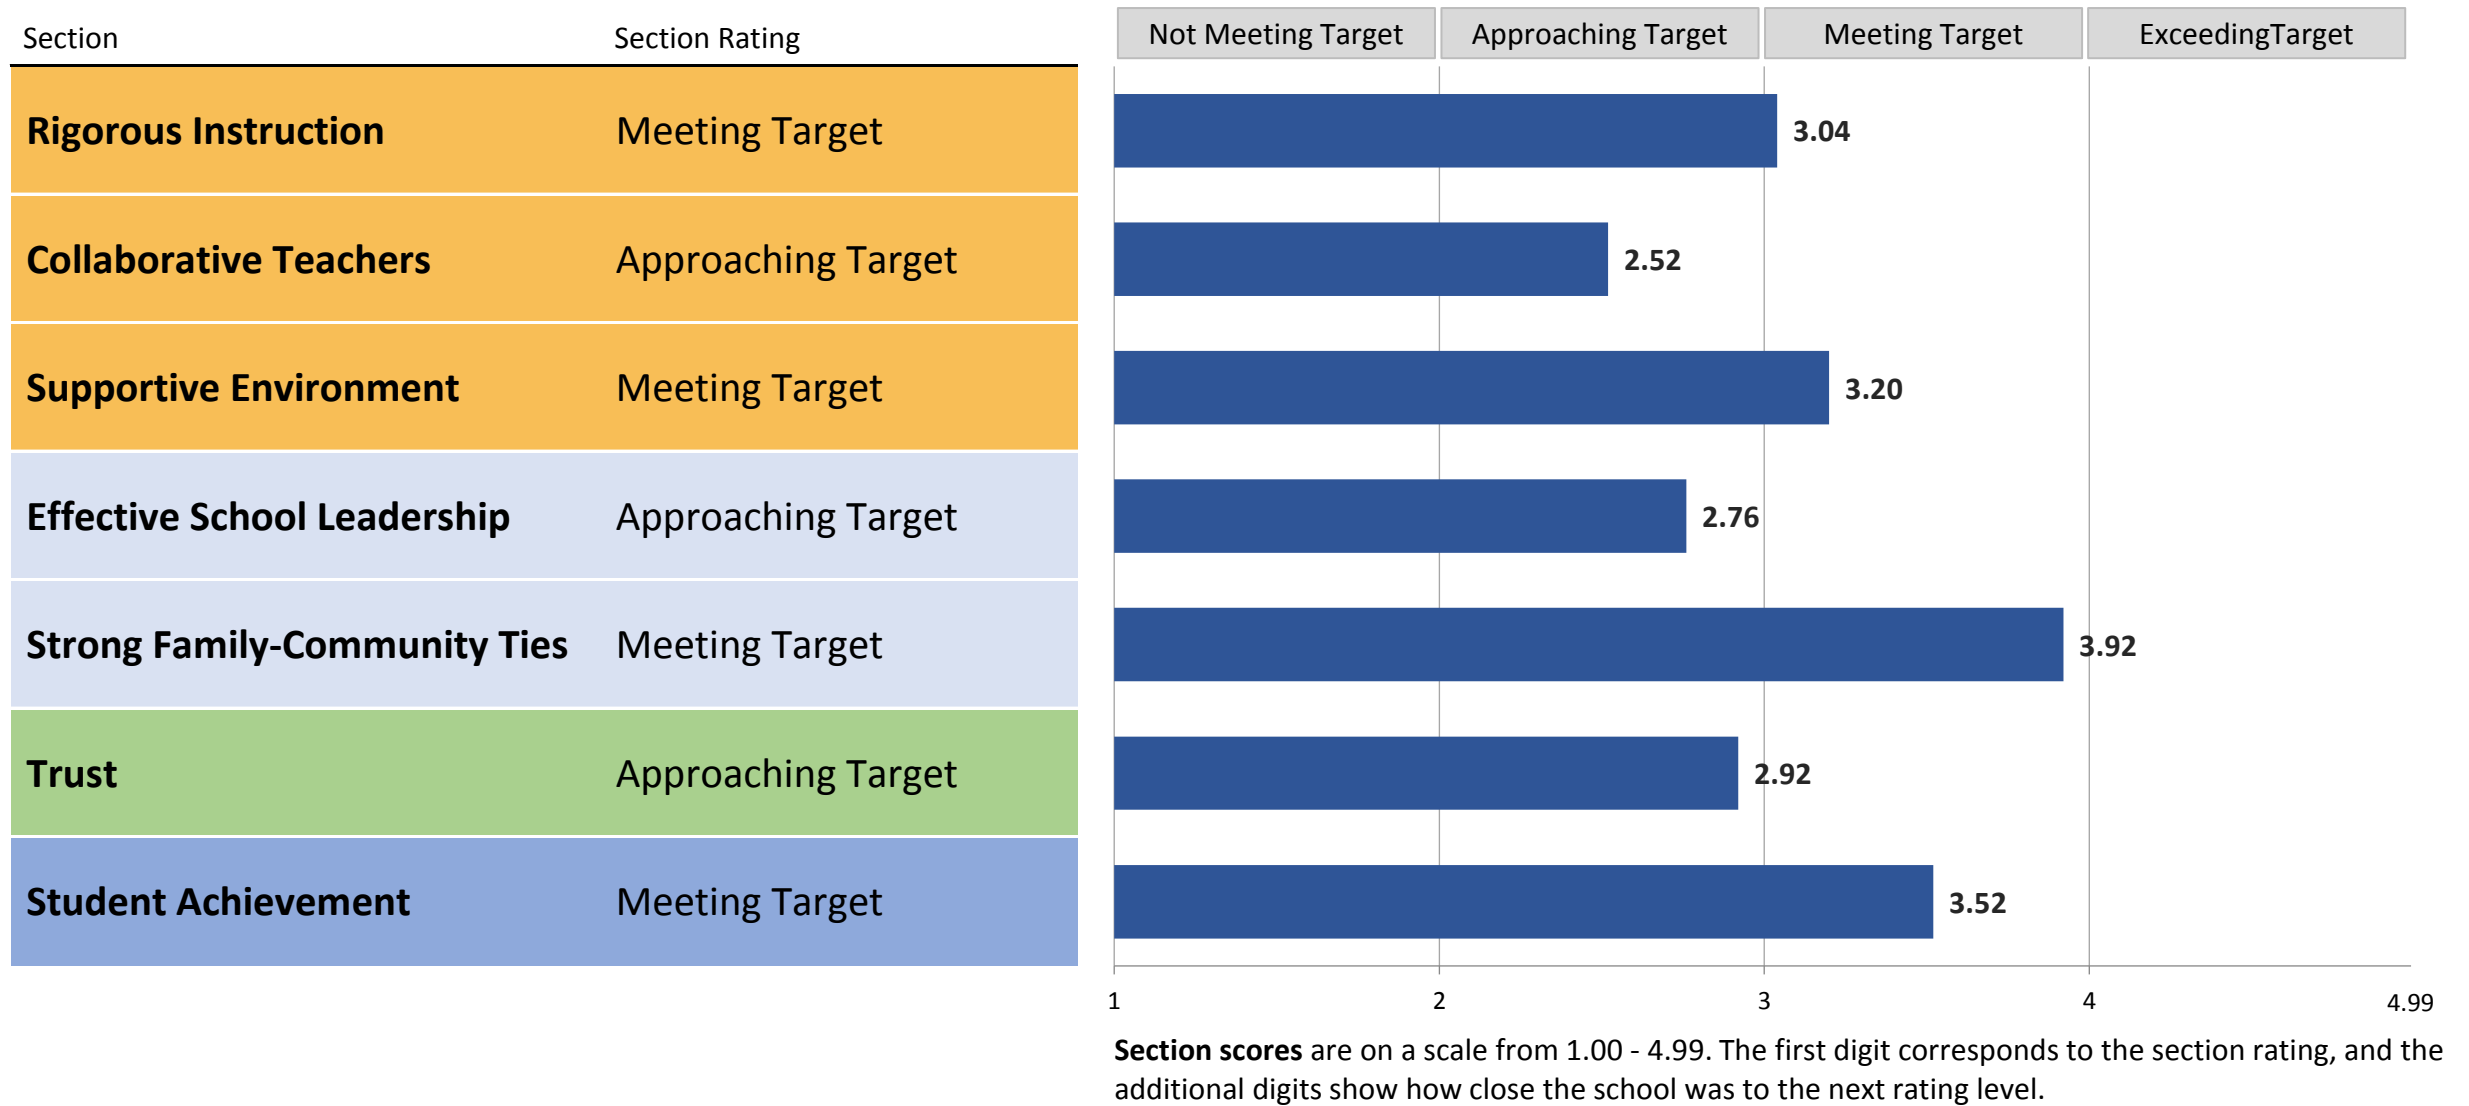 Section Section Rating Not Meeting Target Approaching Target Meeting Target ExceedingTarget
Rigorous Instruction Meeting Target 3.04
Collaborative Teachers Approaching Target 2.52
Supportive Environment Meeting Target 3.20
Effective School Leadership Approaching Target 2.76
Strong Family-Community Ties Meeting Target 3.92
Trust Approaching Target 2.92
Student Achievement Meeting Target 3.52
1 2 3 4 4.99
Section scores are on a scale from 1.00 - 4.99. The first digit corresponds to the section rating, and the
additional digits show how close the school was to the next rating level.